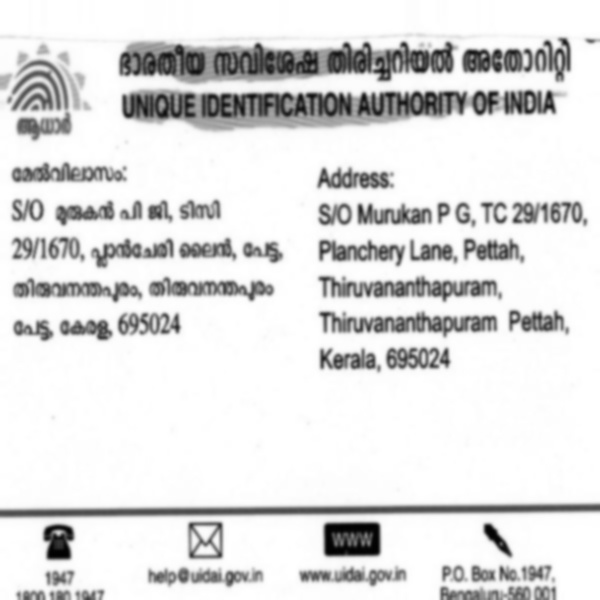 ഭാരതീയ സവിശേഷ തിരിച്ചറിയൽ അതോറിറ്റി
UNIQUE IDENTIFICATION AUTHORITY OF INDIA
ആധാർ
മേൽവിലാസം:
S/O മുരുകൻ പി ജി, ടിസി
29/1670, പ്ലാൻചേരി ലൈൻ, പേട്ട,
തിരുവനന്തപുരം, തിരുവനന്തപുരം
പേട്ട, കേരള, 695024
Address:
S/O Murukan P G, TC 29/1670,
Planchery Lane, Pettah,
Thiruvananthapuram,
Thiruvananthapuram Pettah,
Kerala, 695024
1947
1800 180 1947
help@uidai.gov.in
WWW
www.uidai.gov.in
P.O. Box No.1947,
Bengaluru-560 001